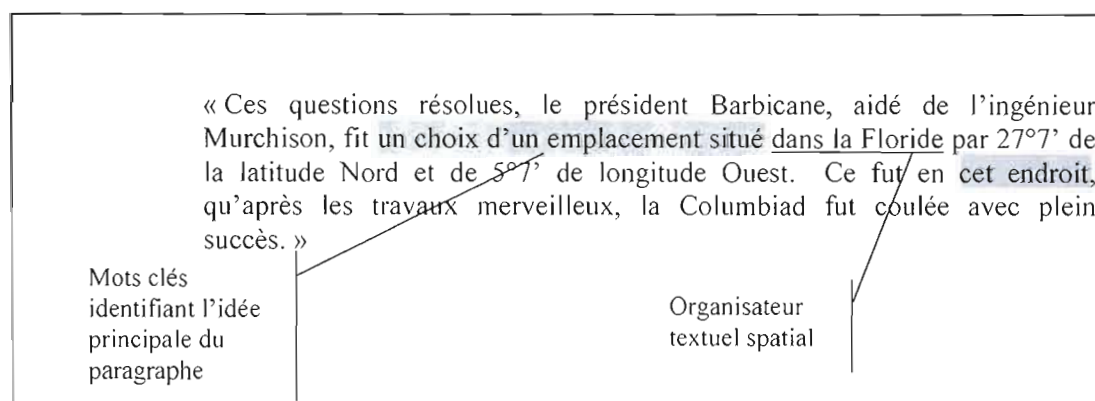 « Ces questions résolues, le président Barbicane, aidé de l'ingénieur
Murchison, fit un choix d'un emplacement situé dans la Floride par 27°7' de
la latitude Nord et de 5°7' de longitude Ouest. Ce fut en cet endroit,
qu'après les travaux merveilleux, la Columbiad fut coulée avec plein
succès. »
Mots clés
identifiant l'idée
principale du
paragraphe
Organisateur
textuel spatial